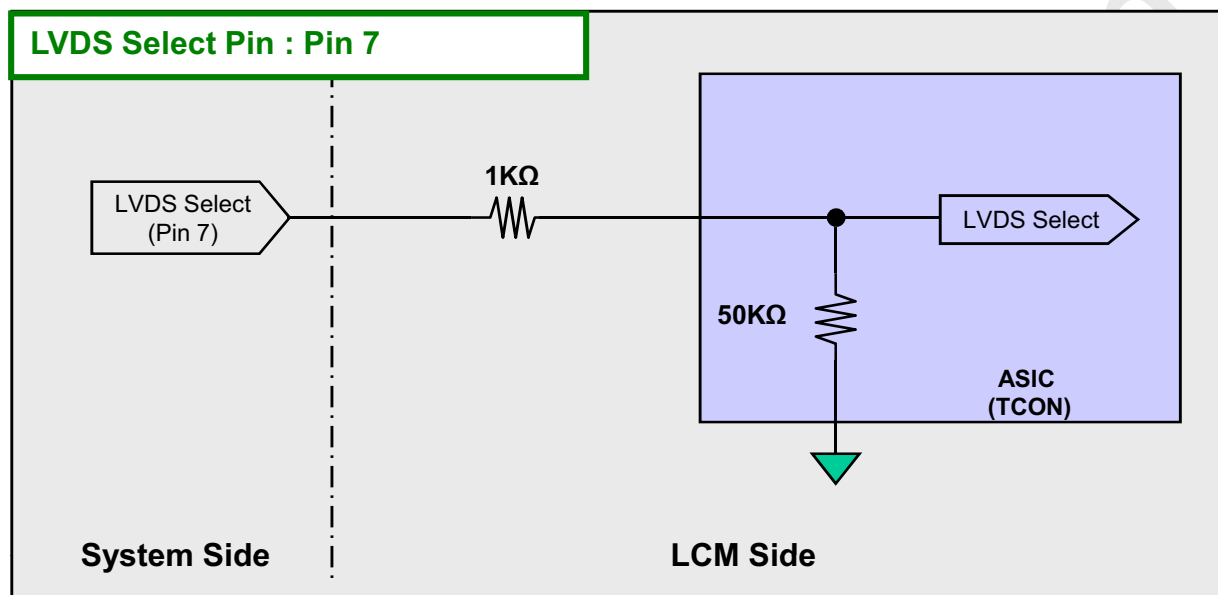 LVDS Select Pin : Pin 7
1KΩ
LVDS Select
(Pin 7)
LVDS Select
50KΩ
ASIC
(TCON)
System Side
LCM Side